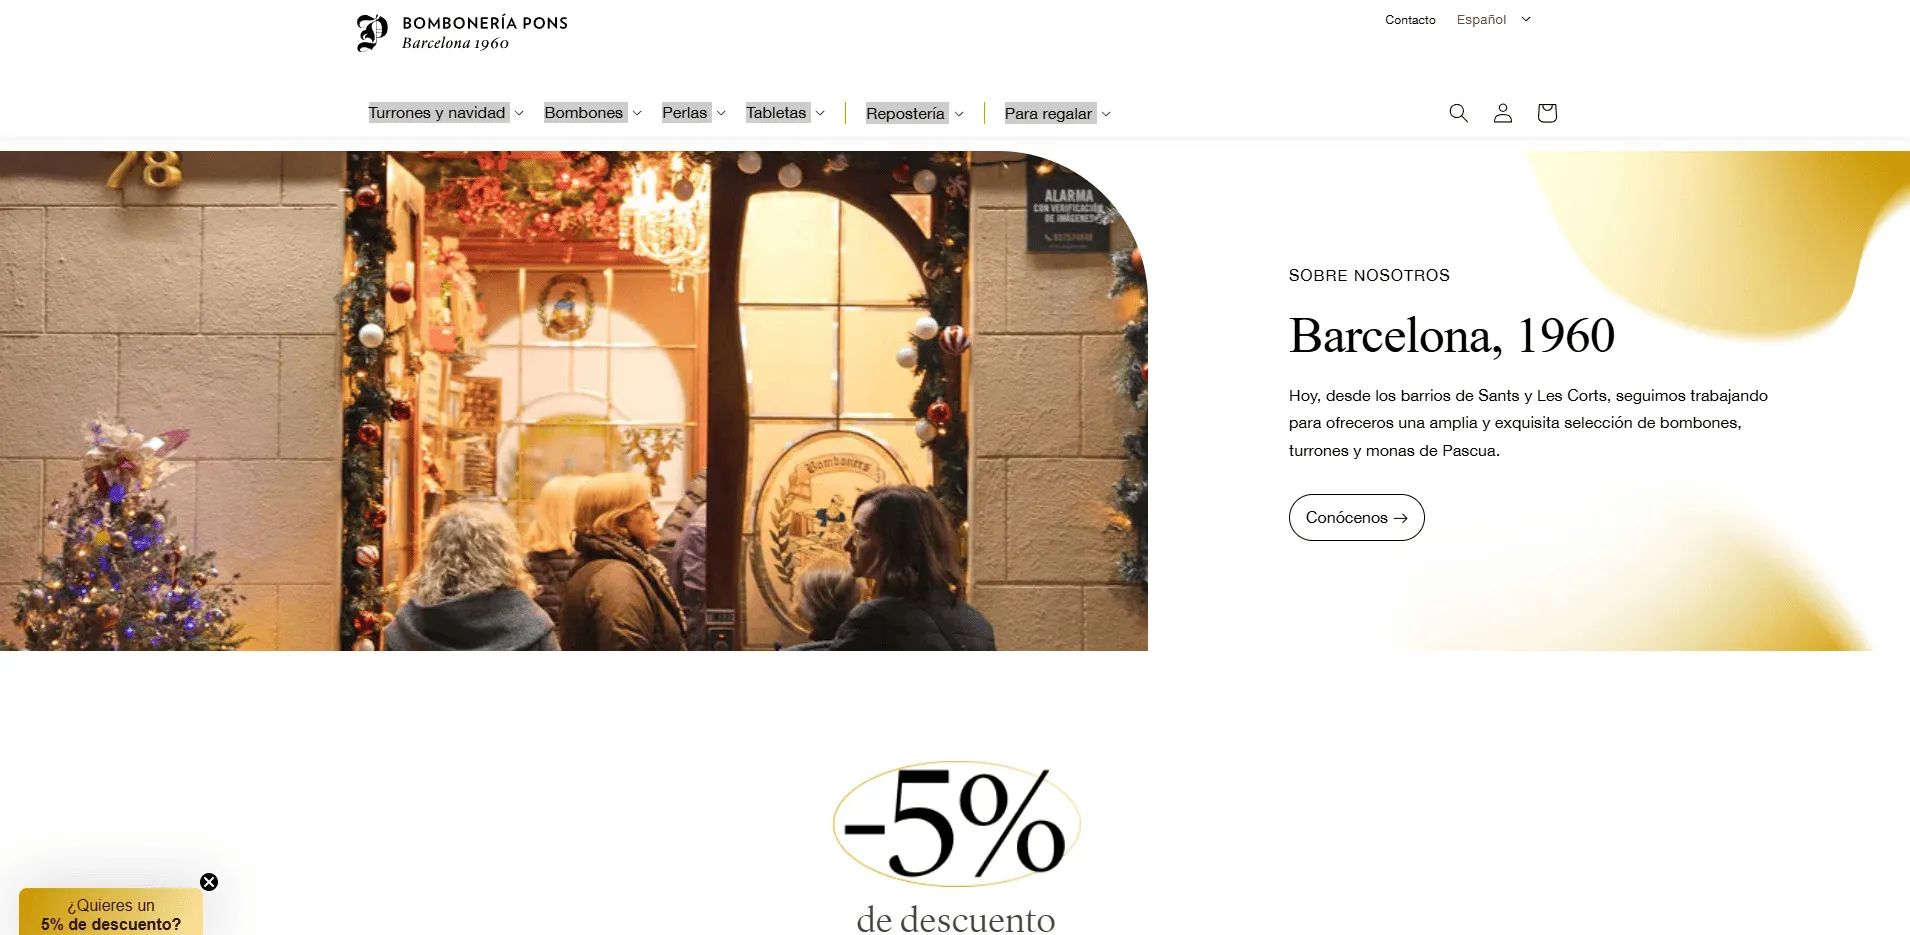 BOMBONERÍA PONS
Barcelona 1960
Contacto
Español
Turrones y navidad
Bombones
Perlas
Tabletas
Repostería
Para regalar
78
ALARMA
CON VERIFICACIÓN
DE IMÁGENES
Bomboners
SOBRE NOSOTROS
Barcelona, 1960
Hoy, desde los barrios de Sants y Les Corts, seguimos trabajando
para ofreceros una amplia y exquisita selección de bombones,
turrones y monas de Pascua.
Conócenos →
-5%
de descuento
¿Quieres un
5% de descuento?